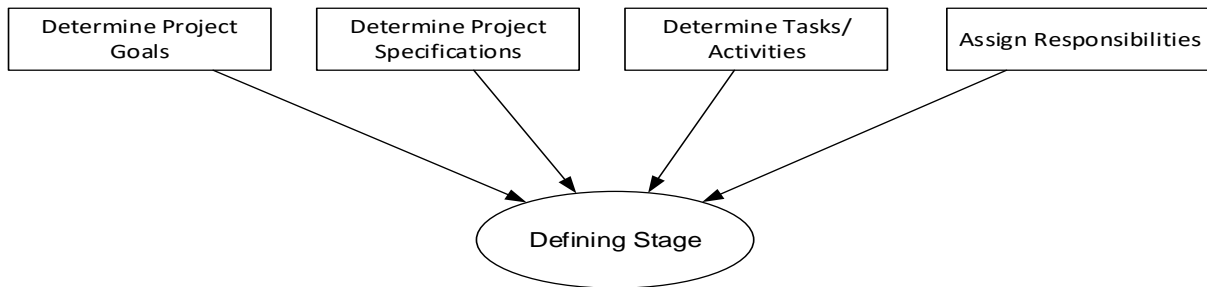 Determine Project
Goals
Determine Project
Specifications
Determine Tasks/
Activities
Assign Responsibilities
Defining Stage